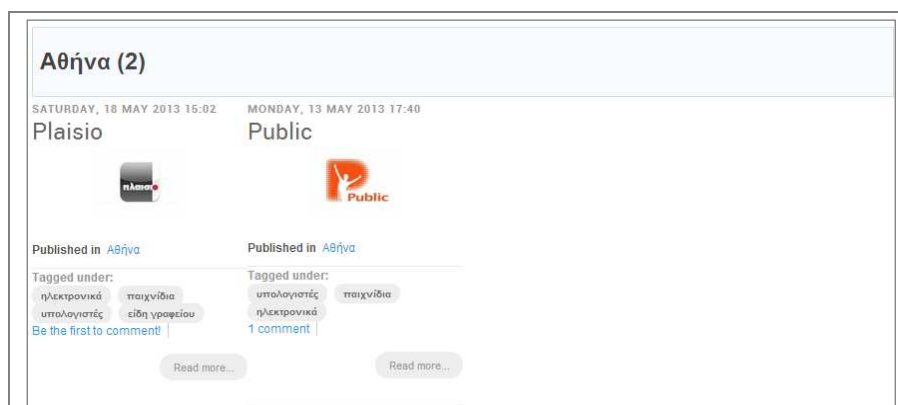 Αθήνα (2)
SATURDAY, 18 MAY 2013 15:02
Plaisio
πλαισιο
Published in Αθήνα
Tagged under:
ηλεκτρονικά παιχνίδια
υπολογιστές είδη γραφείου
Be the first to comment!
Read more...
MONDAY, 13 MAY 2013 17:40
Public
Public
Published in Αθήνα
Tagged under:
υπολογιστές παιχνίδια
ηλεκτρονικά
1 comment
Read more...